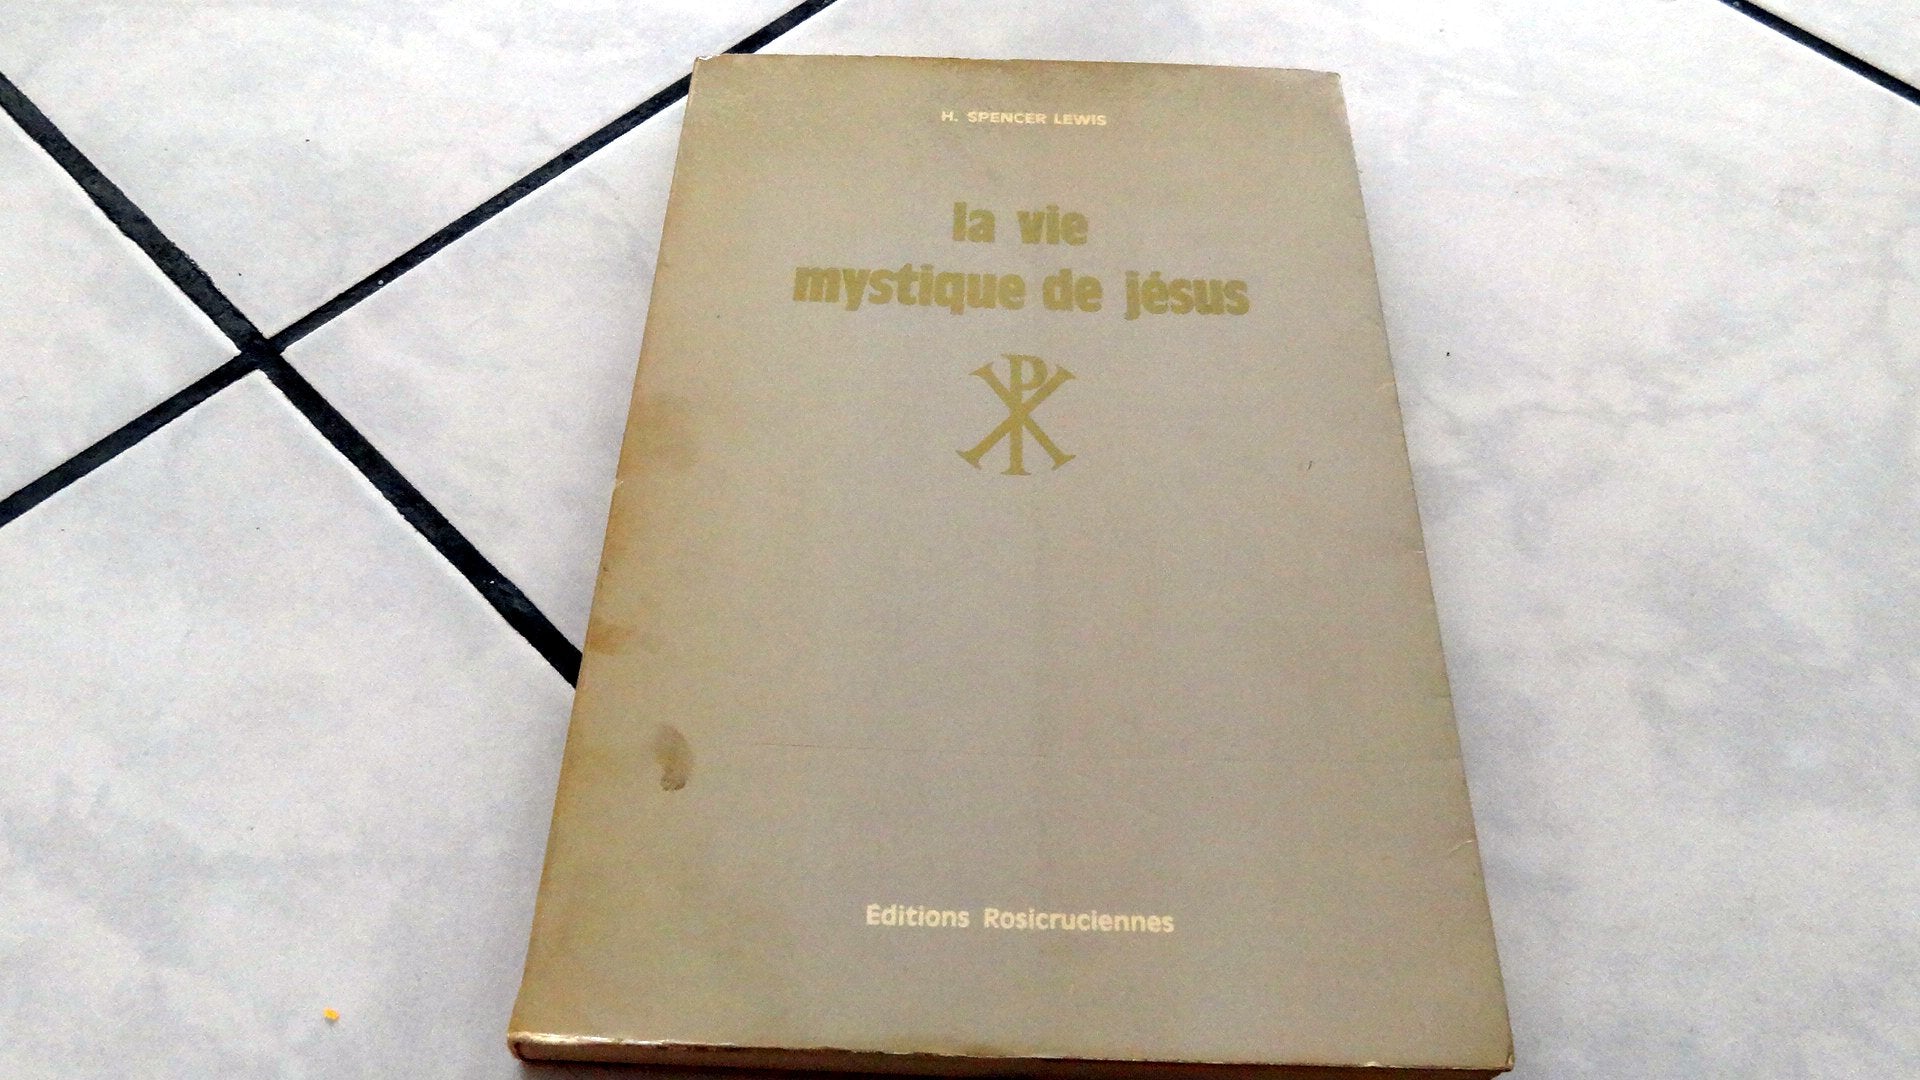 H. SPENCER LEWIS
la vie
mystique de jésus
Editions Rosicruciennes